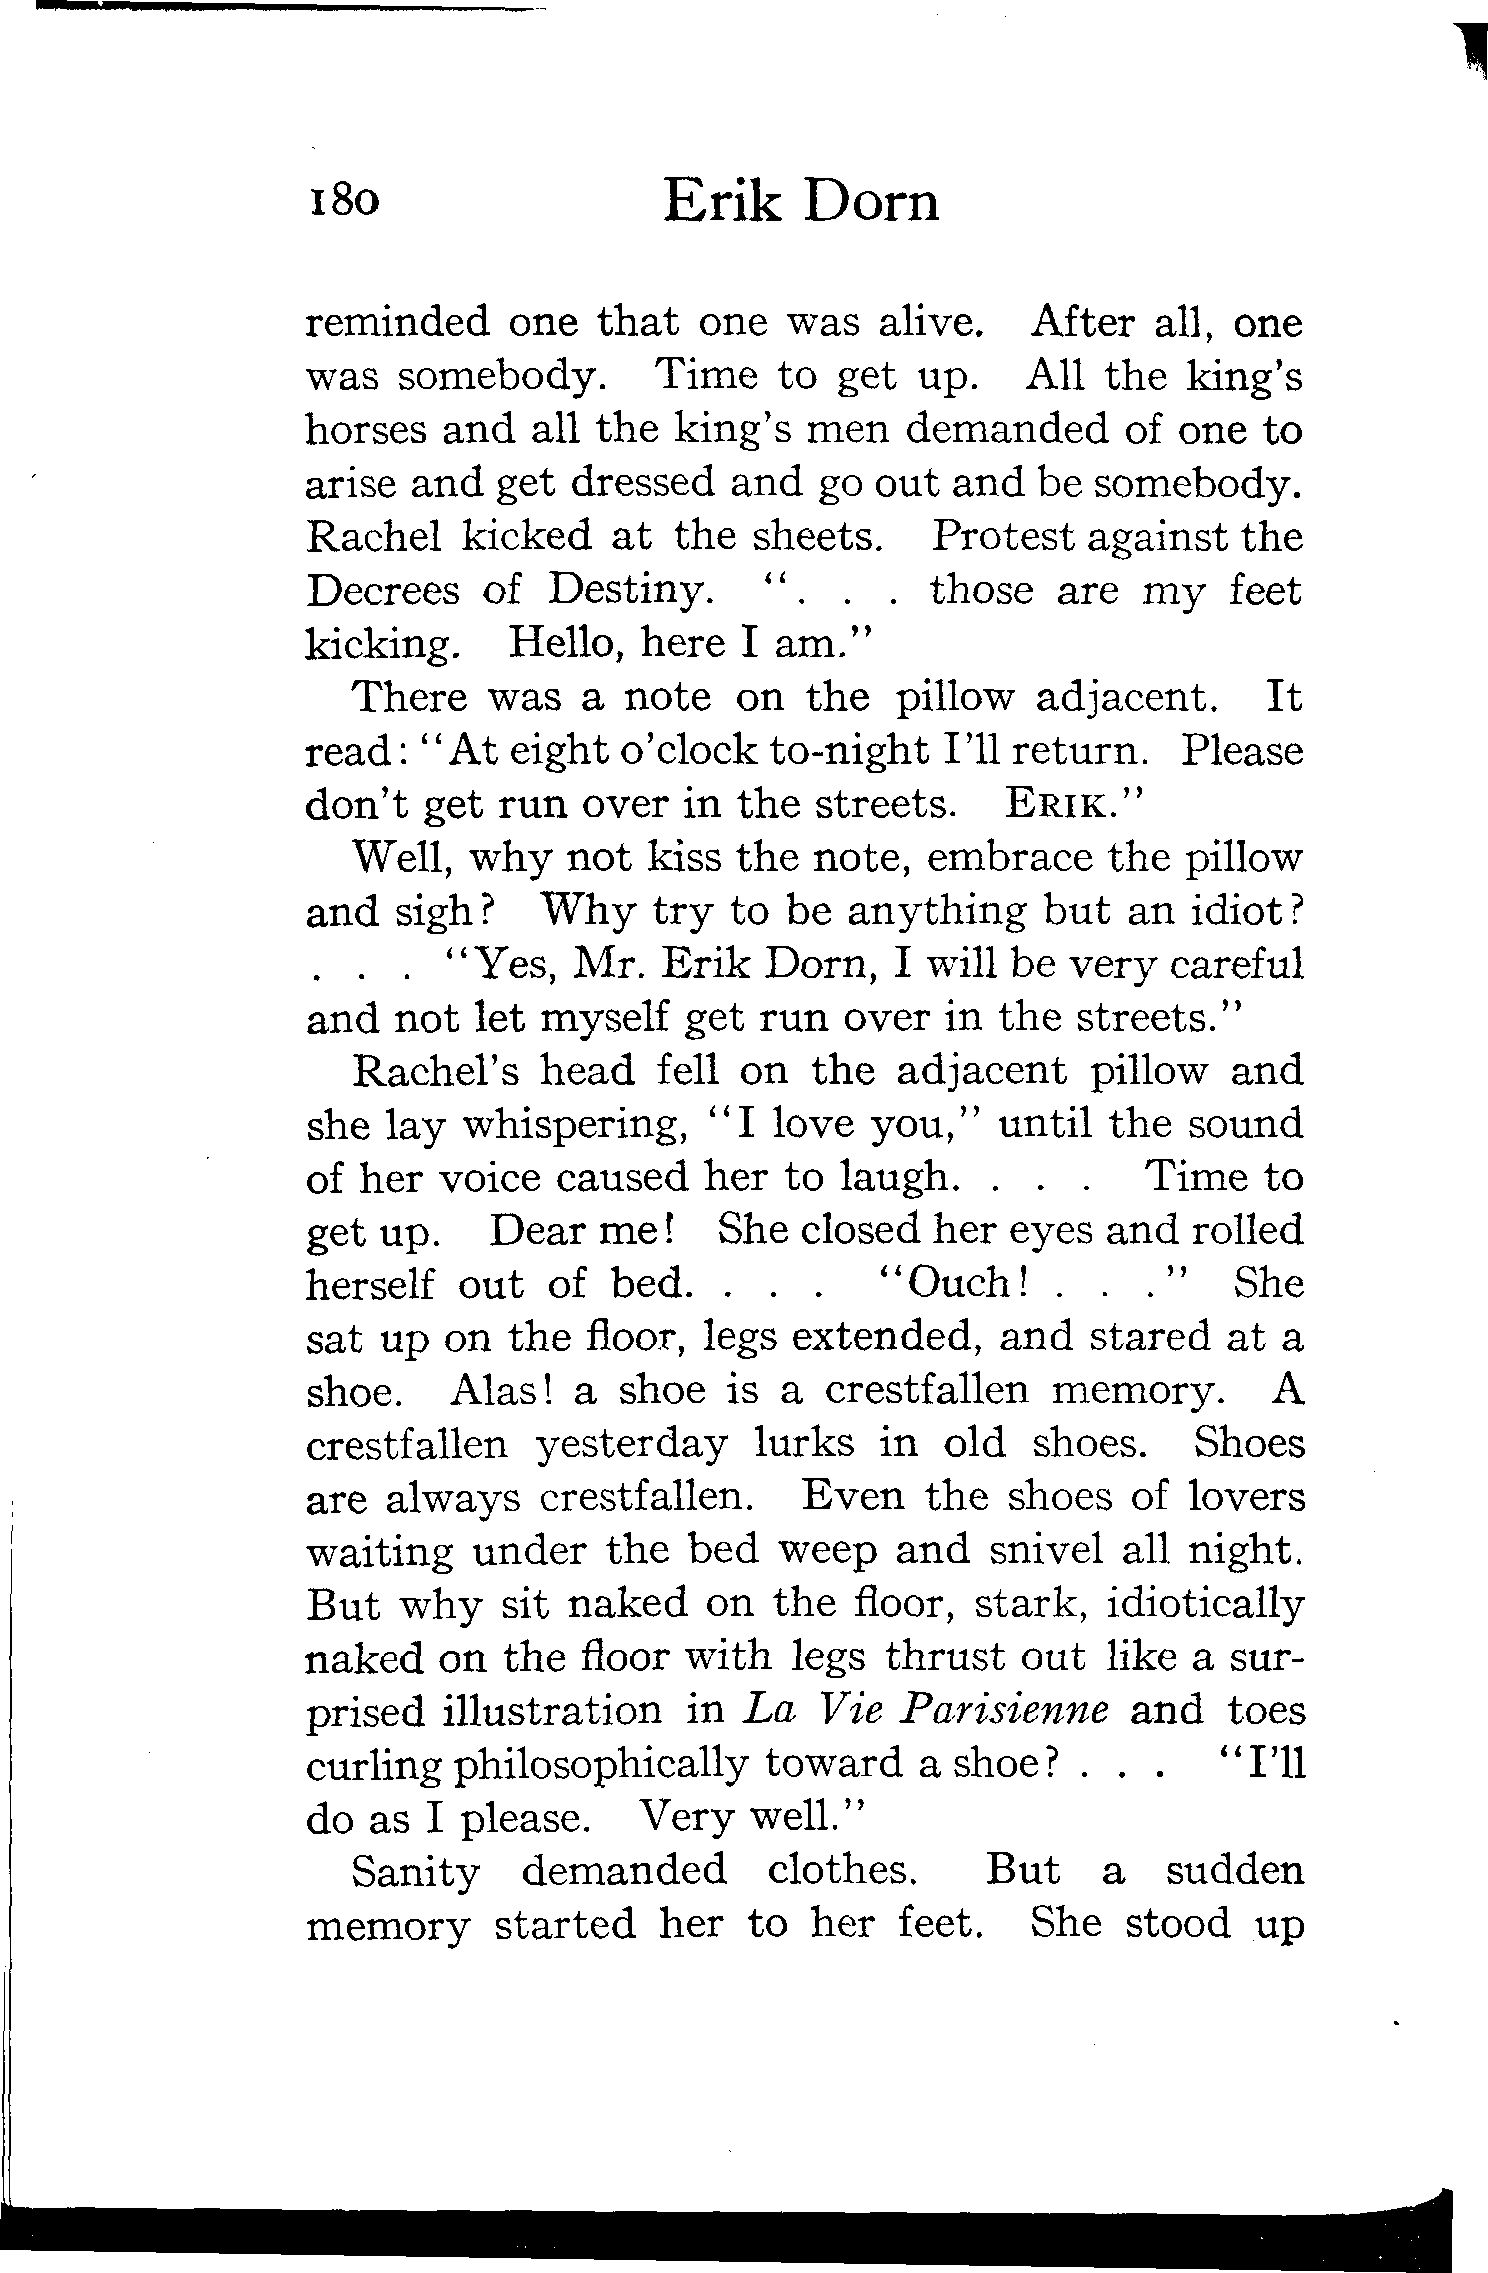 180 Erik Dorn
reminded one that one was alive. After all, one
was somebody. Time to get up. All the king's
horses and all the king's men demanded of one to
arise and get dressed and go out and be somebody.
Rachel kicked at the sheets. Protest against the
Decrees of Destiny. ". . . those are my feet
kicking. Hello, here I am."
There was a note on the pillow adjacent. It
read: "At eight o'clock to-night I'll return. Please
don't get run over in the streets. ERIK."
Well, why not kiss the note, embrace the pillow
and sigh? Why try to be anything but an idiot?
. . . "Yes, Mr. Erik Dorn, I will be very careful
and not let myself get run over in the streets."
Rachel's head fell on the adjacent pillow and
she lay whispering, "I love you," until the sound
of her voice caused her to laugh. . . . Time to
get up. Dear me! She closed her eyes and rolled
herself out of bed. . . . "Ouch! . . ." She
sat up on the floor, legs extended, and stared at a
shoe. Alas! a shoe is a crestfallen memory. A
crestfallen yesterday lurks in old shoes. Shoes
are always crestfallen. Even the shoes of lovers
waiting under the bed weep and snivel all night.
But why sit naked on the floor, stark, idiotically
naked on the floor with legs thrust out like a sur-
prised illustration in La Vie Parisienne and toes
curling philosophically toward a shoe? . . . "I'll
do as I please. Very well."
Sanity demanded clothes. But a sudden
memory started her to her feet. She stood up